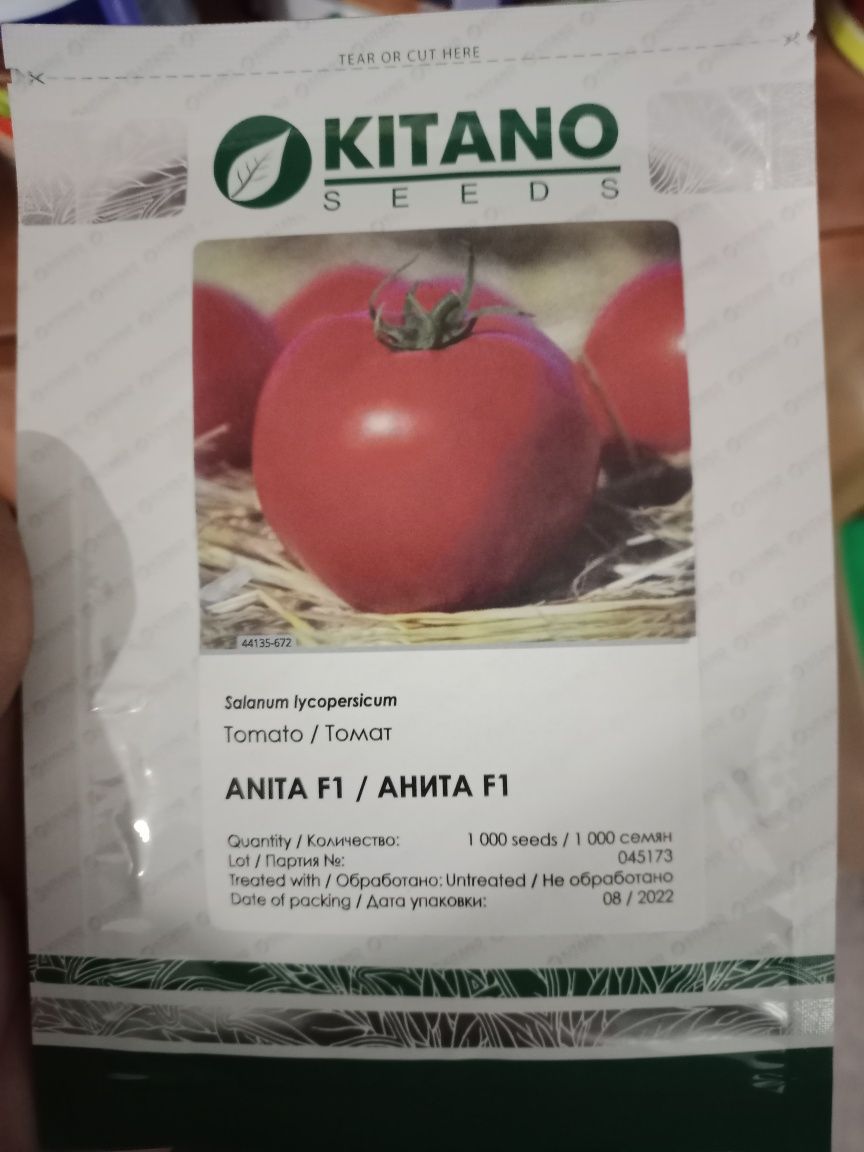 TEAR OR CUT HERE
KITANO
SEEDS
44135-672
Salanum lycopersicum
Tomato / Томат
ANITA F1 / АНИТА F1
Quantity / Количество: 1 000 seeds / 1 000 семян
Lot / Партия №: 045173
Treated with / Обработано: Untreated / Не обработано
Date of packing / Дата упаковки: 08 / 2022